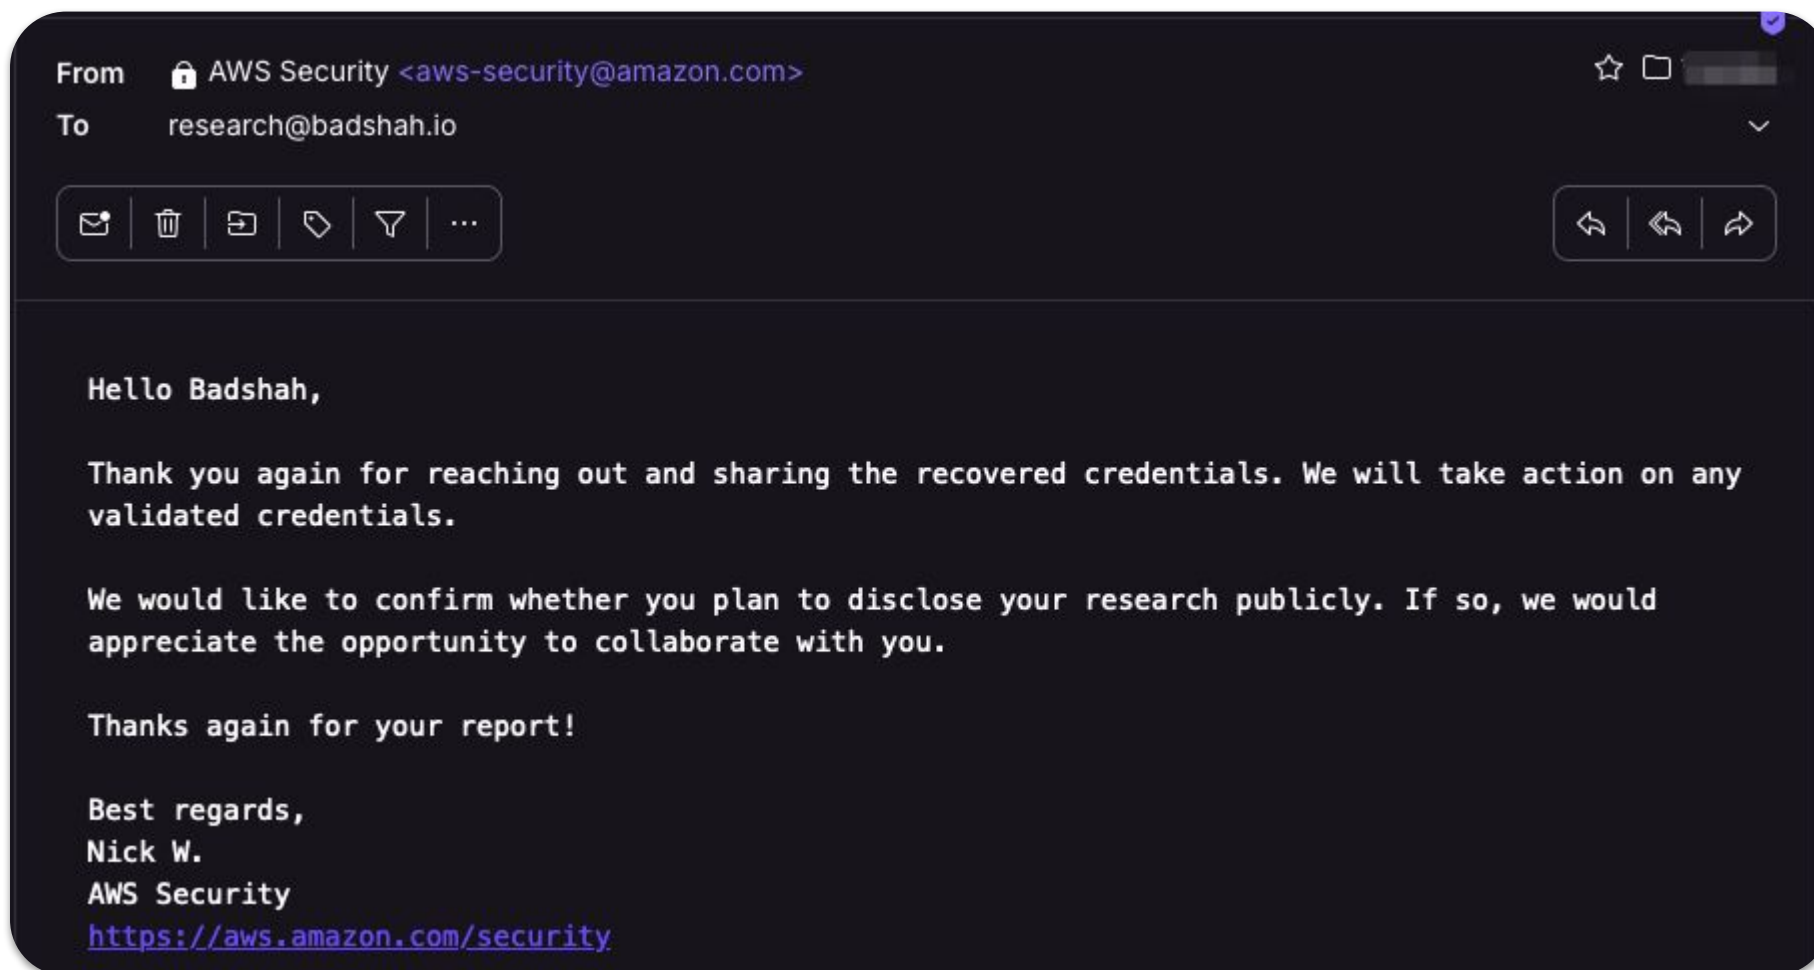 From AWS Security <aws-security@amazon.com>
To research@badshah.io
Hello Badshah,
Thank you again for reaching out and sharing the recovered credentials. We will take action on any
validated credentials.
We would like to confirm whether you plan to disclose your research publicly. If so, we would
appreciate the opportunity to collaborate with you.
Thanks again for your report!
Best regards,
Nick W.
AWS Security
https://aws.amazon.com/security